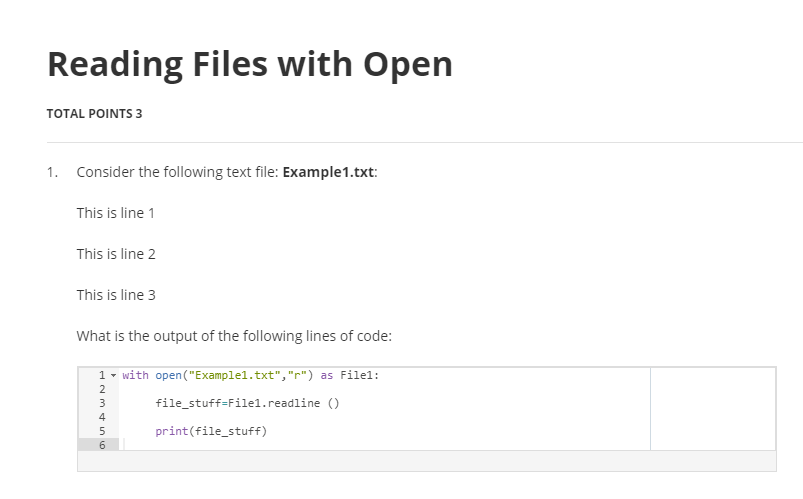 Reading Files with Open
TOTAL POINTS 3
1. Consider the following text file: Example1.txt:
This is line 1
This is line 2
This is line 3
What is the output of the following lines of code:
1 with open("Example1.txt","r") as File1:
2
3 file_stuff=File1.readline ()
4
5 print(file_stuff)
6